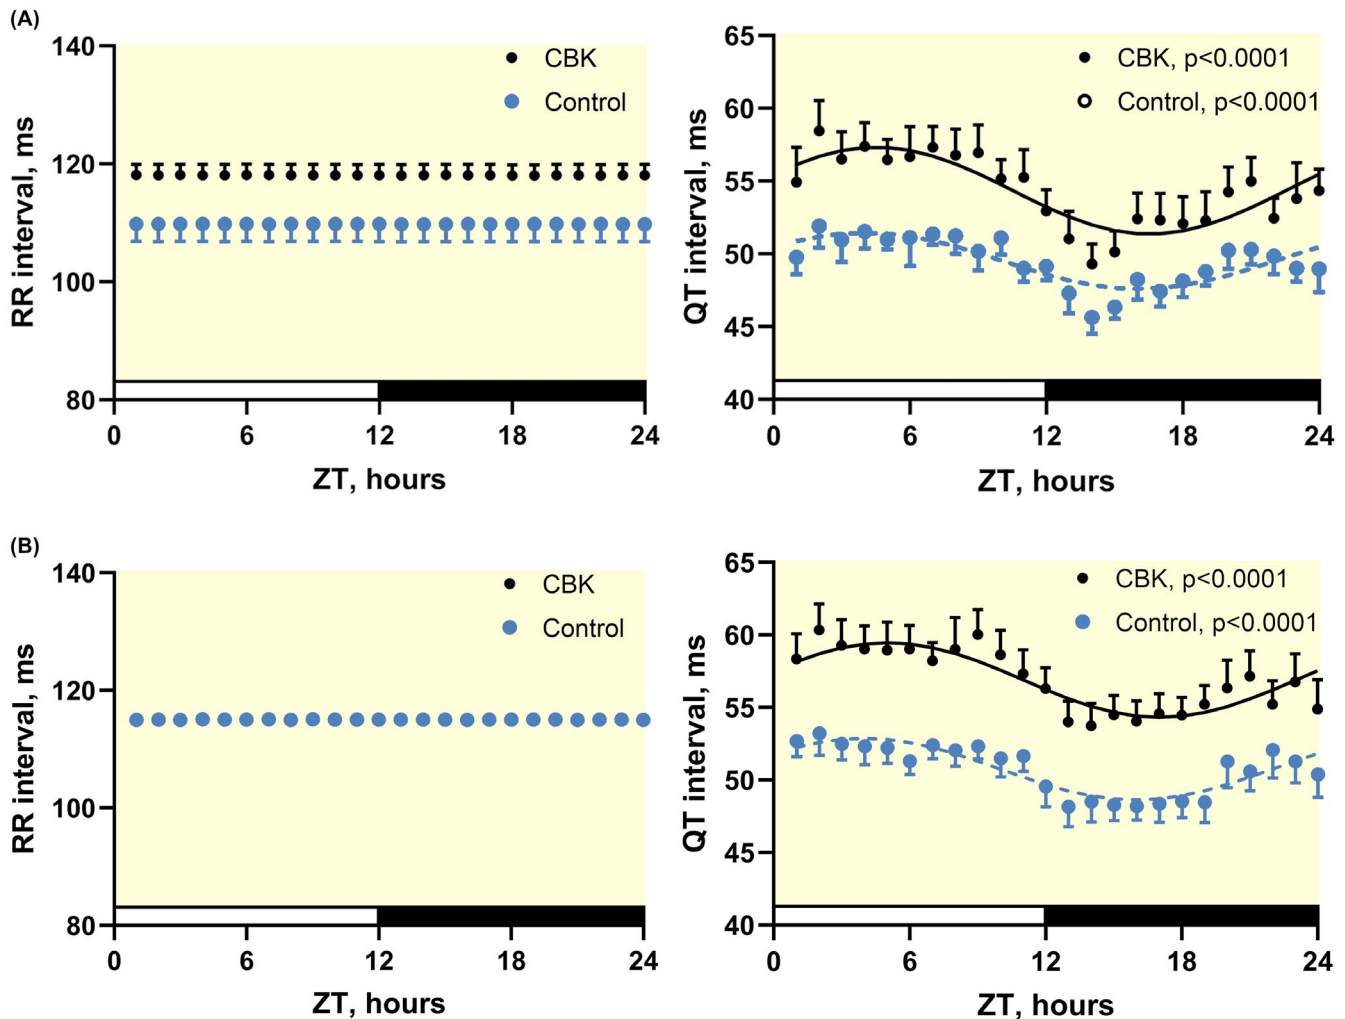 (A)
140
120
100
80
RR interval, ms
CBK
Control
0 6 12 18 24
ZT, hours
65
60
55
50
45
40
QT interval, ms
CBK, p<0.0001
Control, p<0.0001
0 6 12 18 24
ZT, hours
(B)
140
120
100
80
RR interval, ms
CBK
Control
0 6 12 18 24
ZT, hours
65
60
55
50
45
40
QT interval, ms
CBK, p<0.0001
Control, p<0.0001
0 6 12 18 24
ZT, hours